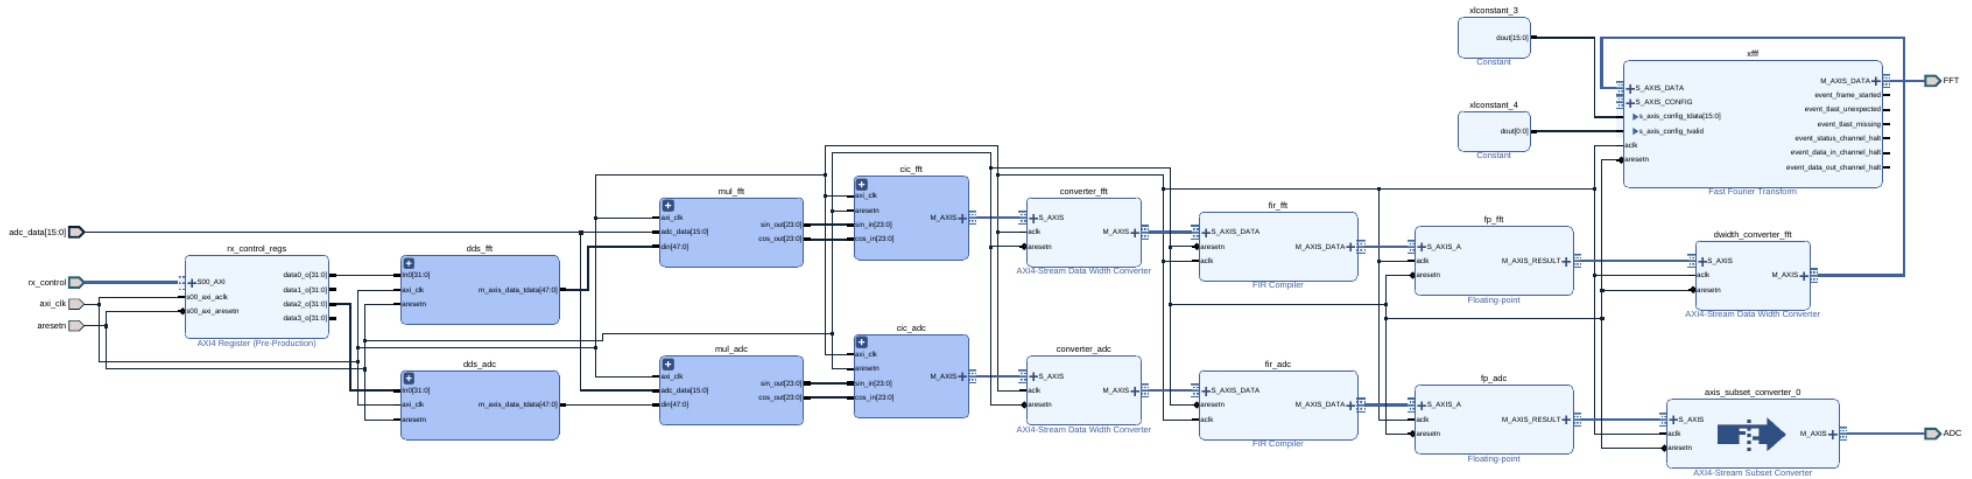 adc_data[15:0]
rx_control
axi_clk
aresetn
rx_control_regs
S00_AXI
s00_axi_aclk
s00_axi_aresetn
data0_o[31:0]
data1_o[31:0]
data2_o[31:0]
data3_o[31:0]
AXI4 Register (Pre-Production)
dds_fft
In0[31:0]
axi_clk
aresetn
m_axis_data_tdata[47:0]
dds_adc
In0[31:0]
axi_clk
aresetn
m_axis_data_tdata[47:0]
mul_fft
axi_clk
adc_data[15:0]
din[47:0]
sin_out[23:0]
cos_out[23:0]
mul_adc
axi_clk
adc_data[15:0]
din[47:0]
sin_out[23:0]
cos_out[23:0]
cic_fft
axi_clk
aresetn
sin_in[23:0]
cos_in[23:0]
M_AXIS
cic_adc
axi_clk
aresetn
sin_in[23:0]
cos_in[23:0]
M_AXIS
converter_fft
S_AXIS
aclk
aresetn
M_AXIS
AXI4-Stream Data Width Converter
converter_adc
S_AXIS
aclk
aresetn
M_AXIS
AXI4-Stream Data Width Converter
fir_fft
S_AXIS_DATA
aresetn
aclk
M_AXIS_DATA
FIR Compiler
fir_adc
S_AXIS_DATA
aresetn
aclk
M_AXIS_DATA
FIR Compiler
fp_fft
S_AXIS_A
aclk
aresetn
M_AXIS_RESULT
Floating-point
fp_adc
S_AXIS_A
aclk
aresetn
M_AXIS_RESULT
Floating-point
xlconstant_3
dout[15:0]
Constant
xlconstant_4
dout[0:0]
Constant
xfft
S_AXIS_DATA
S_AXIS_CONFIG
s_axis_config_tdata[15:0]
s_axis_config_tvalid
aclk
aresetn
M_AXIS_DATA
event_frame_started
event_tlast_unexpected
event_tlast_missing
event_status_channel_halt
event_data_in_channel_halt
event_data_out_channel_halt
Fast Fourier Transform
dwidth_converter_fft
S_AXIS
aclk
aresetn
M_AXIS
AXI4-Stream Data Width Converter
axis_subset_converter_0
S_AXIS
aclk
aresetn
M_AXIS
AXI4-Stream Subset Converter
FFT
ADC